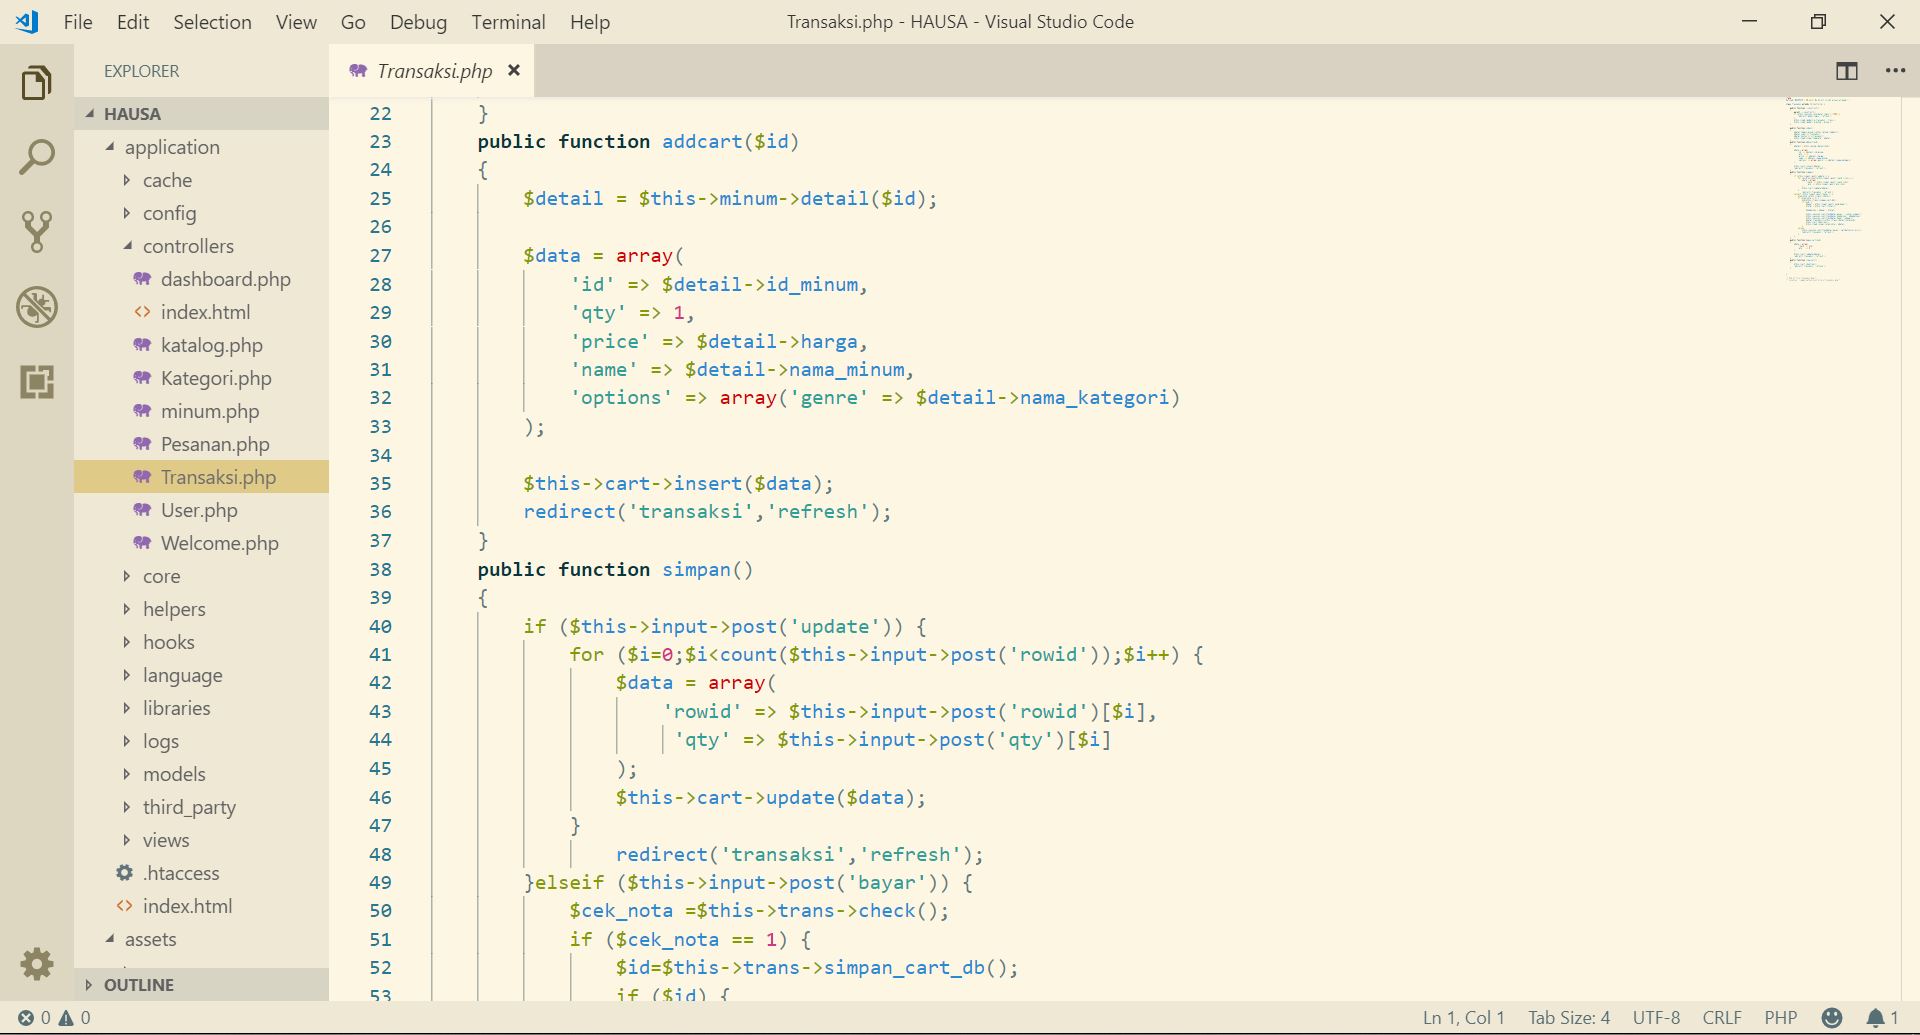 File Edit Selection View Go Debug Terminal Help
Transaksi.php - HAUSA - Visual Studio Code
EXPLORER
HAUSA
application
cache
config
controllers
dashboard.php
index.html
katalog.php
Kategori.php
minum.php
Pesanan.php
Transaksi.php
User.php
Welcome.php
core
helpers
hooks
language
libraries
logs
models
third_party
views
.htaccess
index.html
assets
OUTLINE
Transaksi.php
22 }
23 public function addcart($id)
24 {
25 $detail = $this->minum->detail($id);
26
27 $data = array(
28 'id' => $detail->id_minum,
29 'qty' => 1,
30 'price' => $detail->harga,
31 'name' => $detail->nama_minum,
32 'options' => array('genre' => $detail->nama_kategori)
33 );
34
35 $this->cart->insert($data);
36 redirect('transaksi','refresh');
37 }
38 public function simpan()
39 {
40 if ($this->input->post('update')) {
41 for ($i=0;$i<count($this->input->post('rowid'));$i++) {
42 $data = array(
43 'rowid' => $this->input->post('rowid')[$i],
44 'qty' => $this->input->post('qty')[$i]
45 );
46 $this->cart->update($data);
47 }
48 redirect('transaksi','refresh');
49 }elseif ($this->input->post('bayar')) {
50 $cek_nota =$this->trans->check();
51 if ($cek_nota == 1) {
52 $id=$this->trans->simpan_cart_db();
53 if ($id) {
0 0
Ln 1, Col 1 Tab Size: 4 UTF-8 CRLF PHP 1